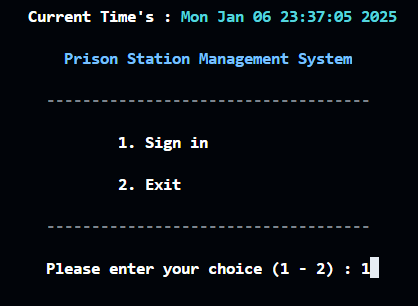 Current Time's : Mon Jan 06 23:37:05 2025
Prison Station Management System
------------------------------------
1. Sign in
2. Exit
------------------------------------
Please enter your choice (1 - 2) : 1